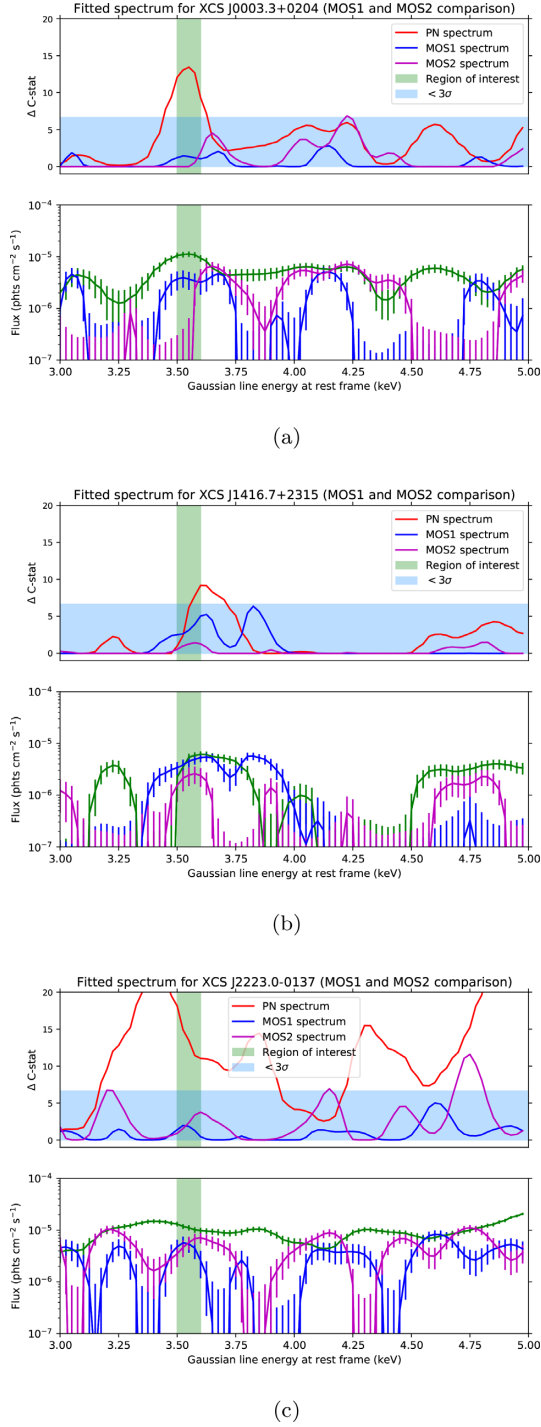 Fitted spectrum for XCS J0003.3+0204 (MOS1 and MOS2 comparison)
20
15
10
5
0
Δ C-stat
PN spectrum
MOS1 spectrum
MOS2 spectrum
Region of interest
<3σ
10⁻⁴
10⁻⁵
10⁻⁶
10⁻⁷
Flux (phts cm⁻² s⁻¹)
3.00 3.25 3.50 3.75 4.00 4.25 4.50 4.75 5.00
Gaussian line energy at rest frame (keV)
(a)
Fitted spectrum for XCS J1416.7+2315 (MOS1 and MOS2 comparison)
20
15
10
5
0
Δ C-stat
PN spectrum
MOS1 spectrum
MOS2 spectrum
Region of interest
<3σ
10⁻⁴
10⁻⁵
10⁻⁶
10⁻⁷
Flux (phts cm⁻² s⁻¹)
3.00 3.25 3.50 3.75 4.00 4.25 4.50 4.75 5.00
Gaussian line energy at rest frame (keV)
(b)
Fitted spectrum for XCS J2223.0-0137 (MOS1 and MOS2 comparison)
20
15
10
5
0
Δ C-stat
PN spectrum
MOS1 spectrum
MOS2 spectrum
Region of interest
<3σ
10⁻⁴
10⁻⁵
10⁻⁶
10⁻⁷
Flux (phts cm⁻² s⁻¹)
3.00 3.25 3.50 3.75 4.00 4.25 4.50 4.75 5.00
Gaussian line energy at rest frame (keV)
(c)